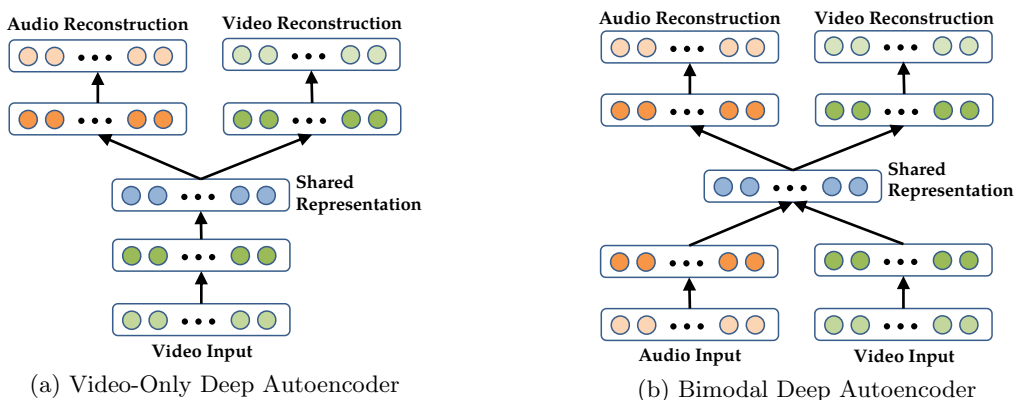 Audio Reconstruction
Video Reconstruction
Shared
Representation
Video Input
(a) Video-Only Deep Autoencoder
Audio Reconstruction
Video Reconstruction
Shared
Representation
Audio Input
Video Input
(b) Bimodal Deep Autoencoder